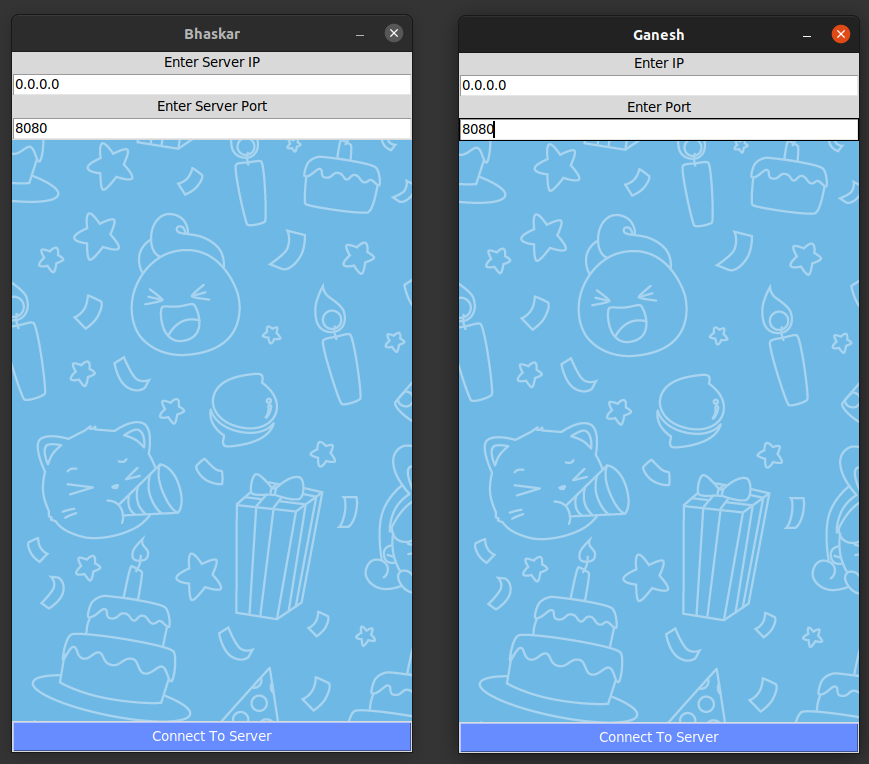 Bhaskar
Enter Server IP
0.0.0.0
Enter Server Port
8080
Connect To Server
Ganesh
Enter IP
0.0.0.0
Enter Port
8080
Connect To Server